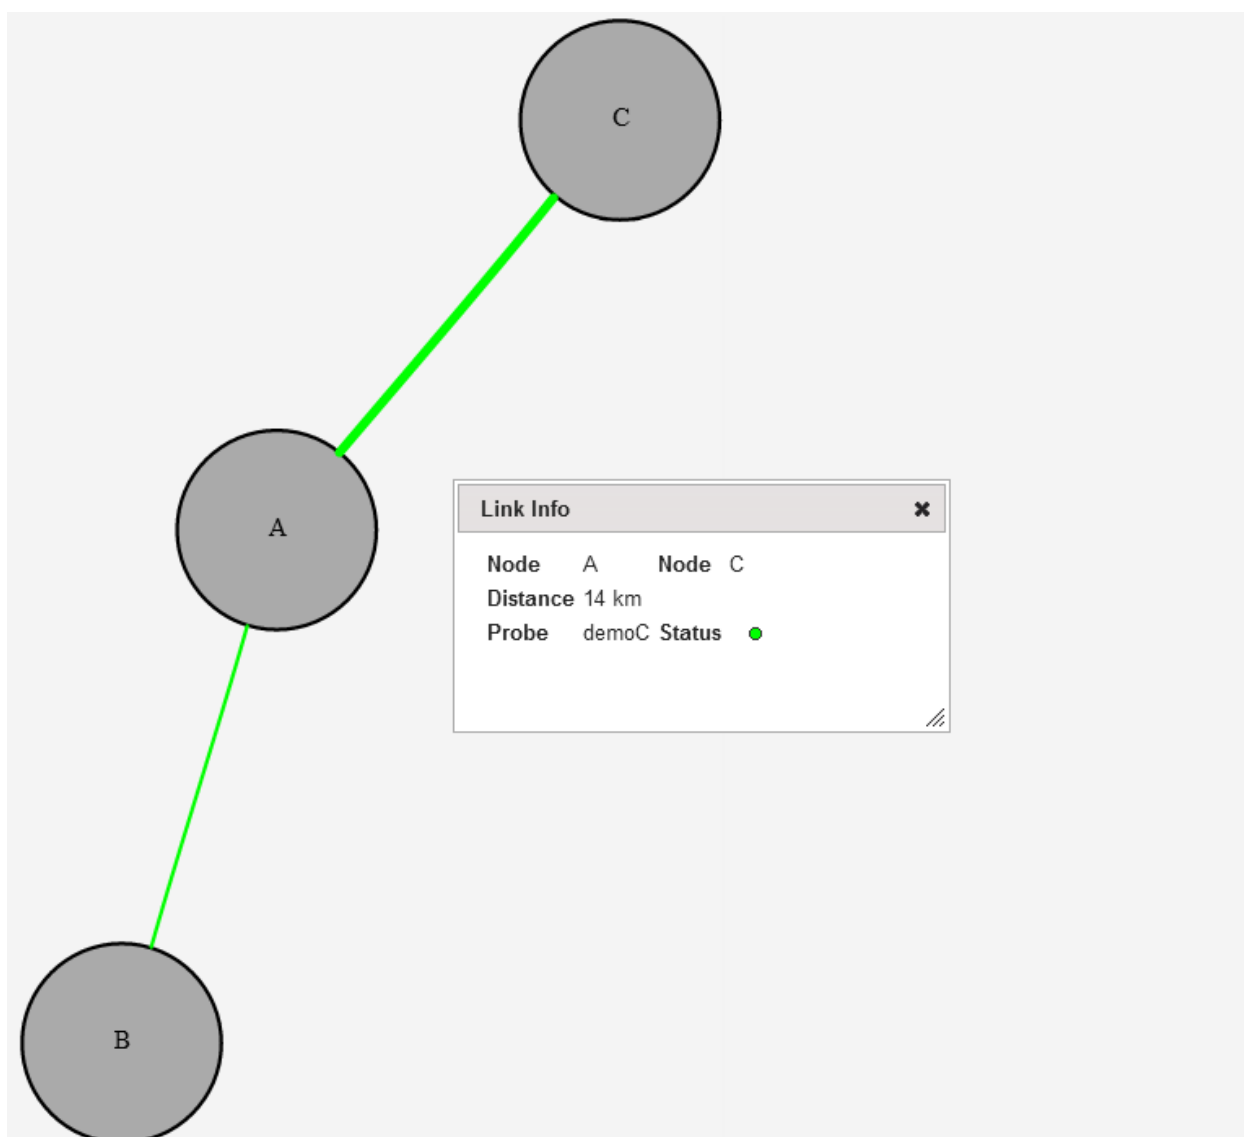 C
A
Link Info
Node A Node C
Distance 14 km
Probe demoC Status
B